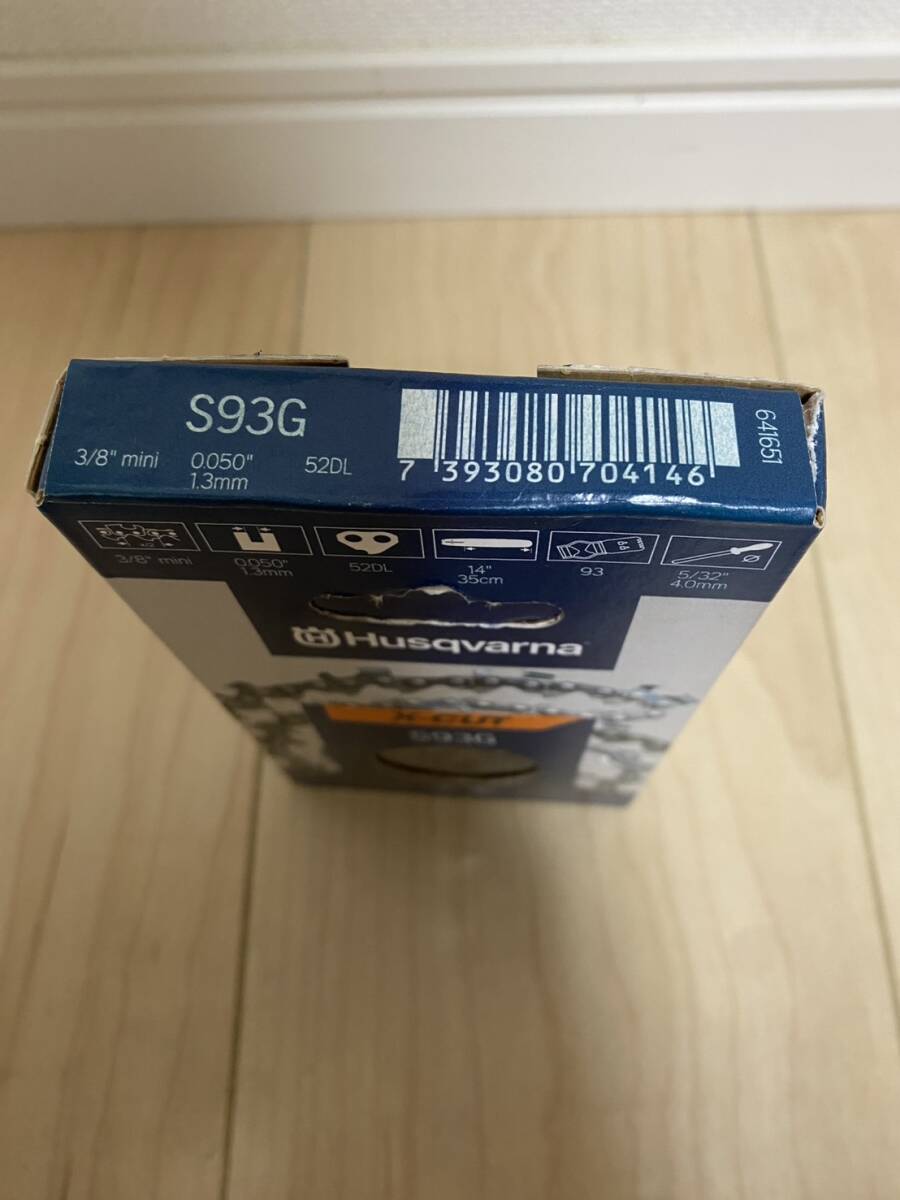 S93G
3/8" mini 0.050" 52DL
1.3mm
7 393080 704146
641651
x2
3/8" mini 0.050" 52DL 14" 93 5/32"
1.3mm 35cm 4.0mm
Husqvarna
X-CUT
S93G